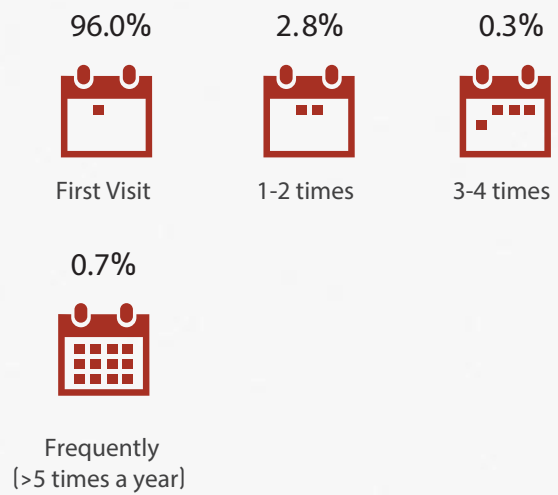 96.0%
2.8%
0.3%
First Visit
1-2 times
3-4 times
0.7%
Frequently
(>5 times a year)